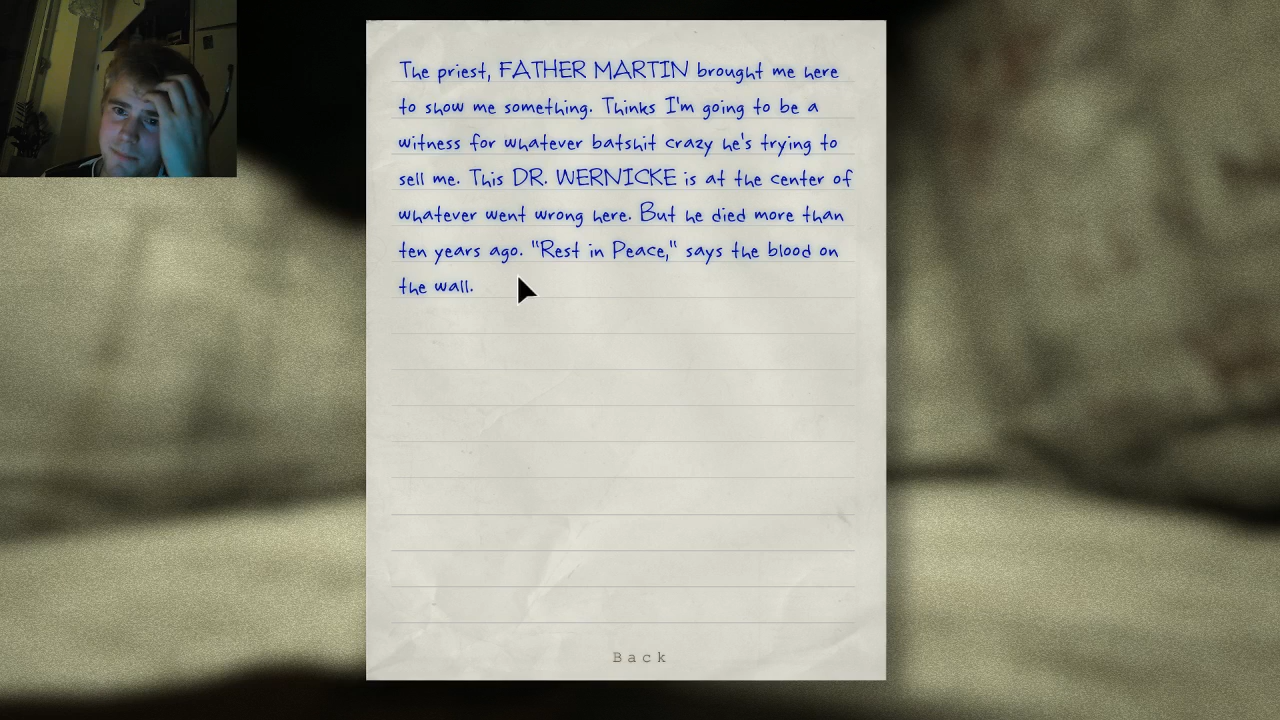 The priest, FATHER MARTIN brought me here
to show me something. Thinks I'm going to be a
witness for whatever batshit crazy he's trying to
sell me. This DR. WERNICKE is at the center of
whatever went wrong here. But he died more than
ten years ago. "Rest in Peace," says the blood on
the wall.
Back